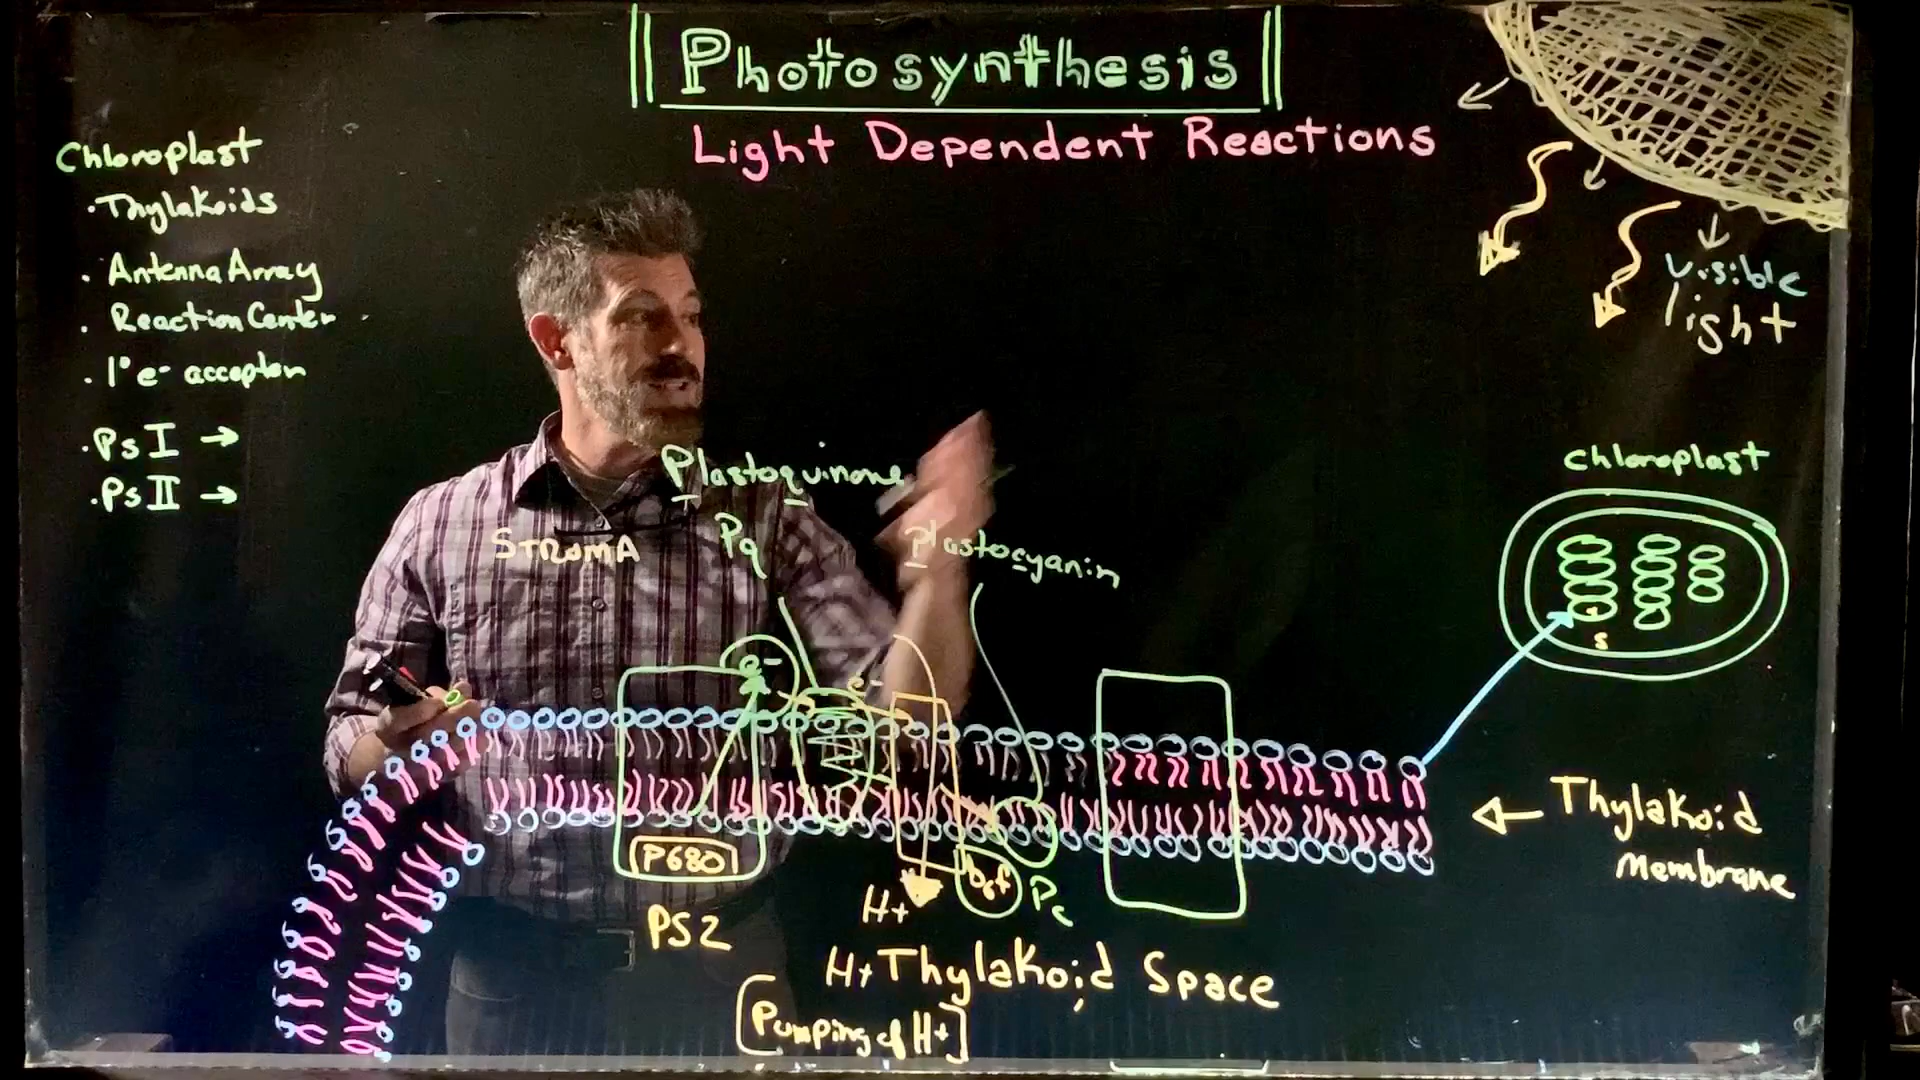 Photosynthesis
Light Dependent Reactions
Chloroplast
· Thylakoids
· Antenna Array
· Reaction Center
· 1° e- acceptor
· Ps I →
· Ps II →
visible
light
Chloroplast
s
Plastoquinone
Pq
STROMA
Plastocyanin
e-
e-
P680
PS2
H+
b6f
Pc
Thylakoid
Membrane
H+ Thylakoid Space
[Pumping of H+]